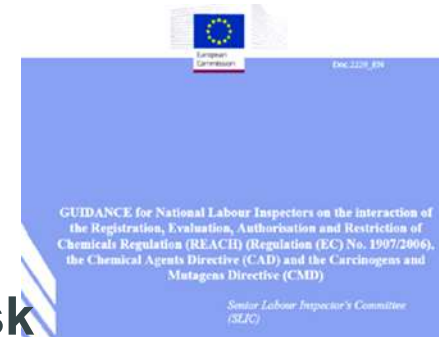 European
Commission
Doc.2220_EN
GUIDANCE for National Labour Inspectors on the interaction of
the Registration, Evaluation, Authorisation and Restriction of
Chemicals Regulation (REACH) (Regulation (EC) No. 1907/2006),
the Chemical Agents Directive (CAD) and the Carcinogens and
Mutagens Directive (CMD)
Senior Labour Inspector's Committee
(SLIC)
sk